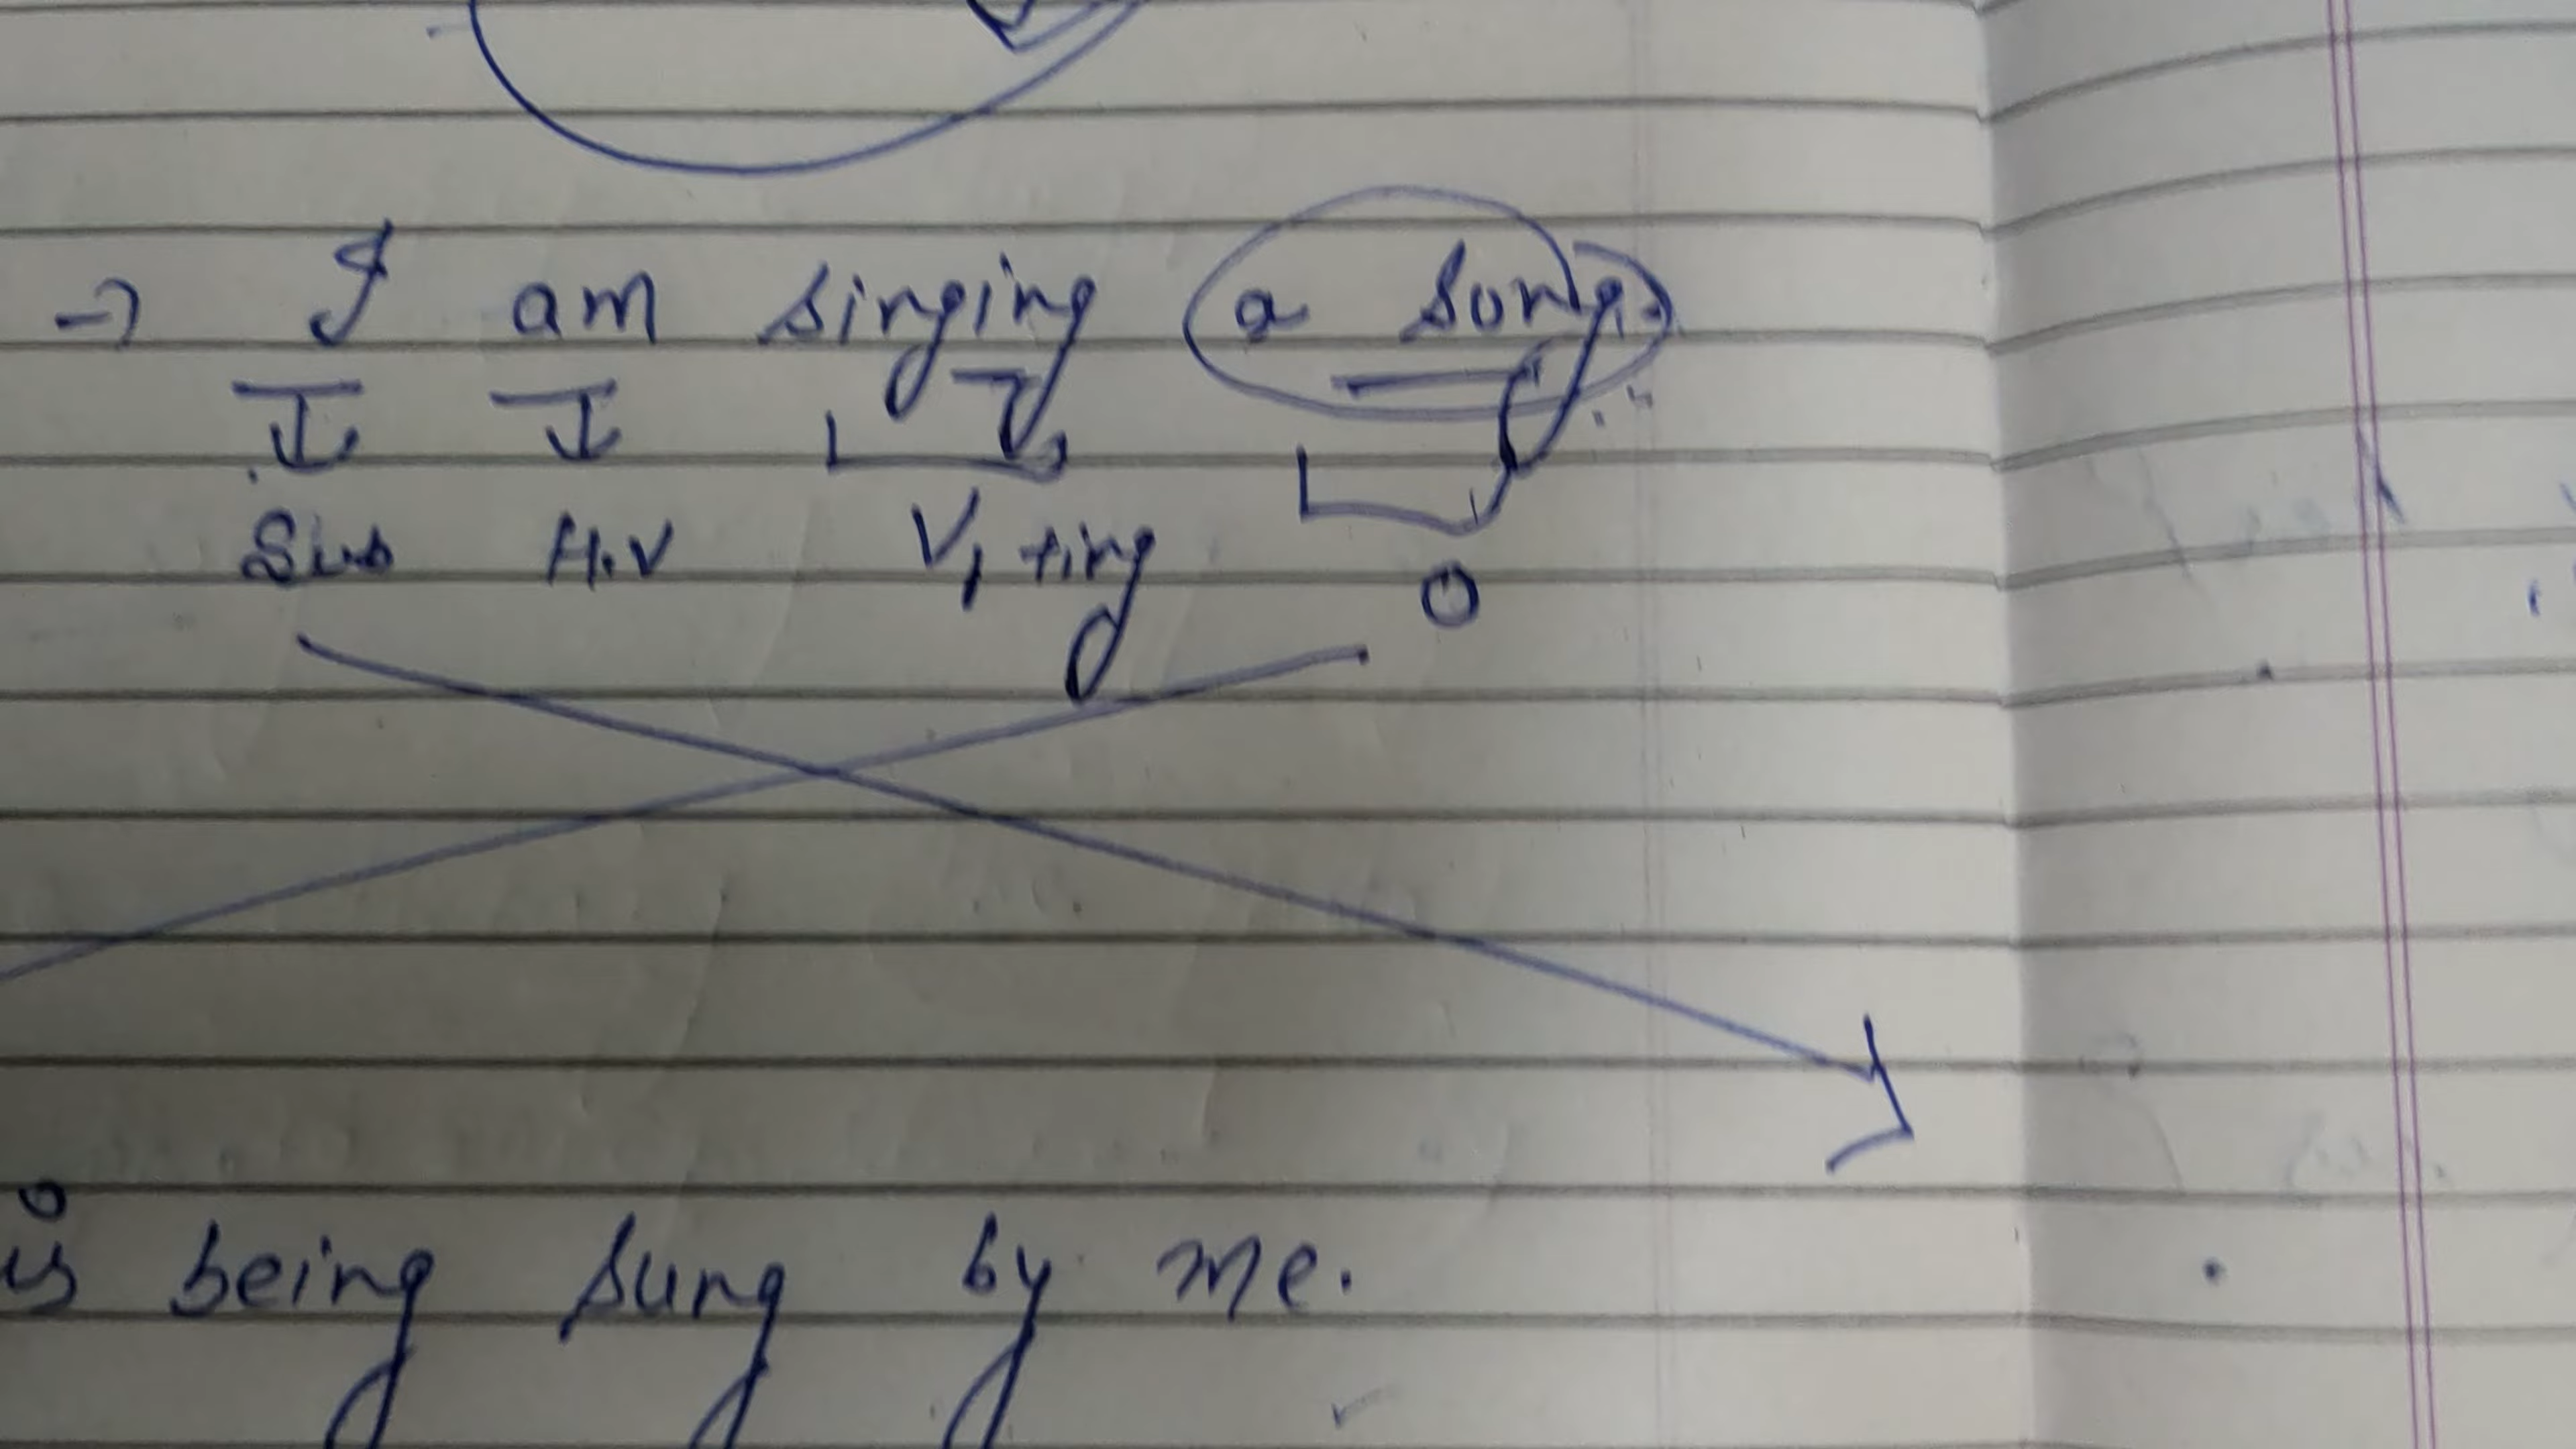 → I am singing a song.
Sub H.V V1 +ing O
is being sung by me.